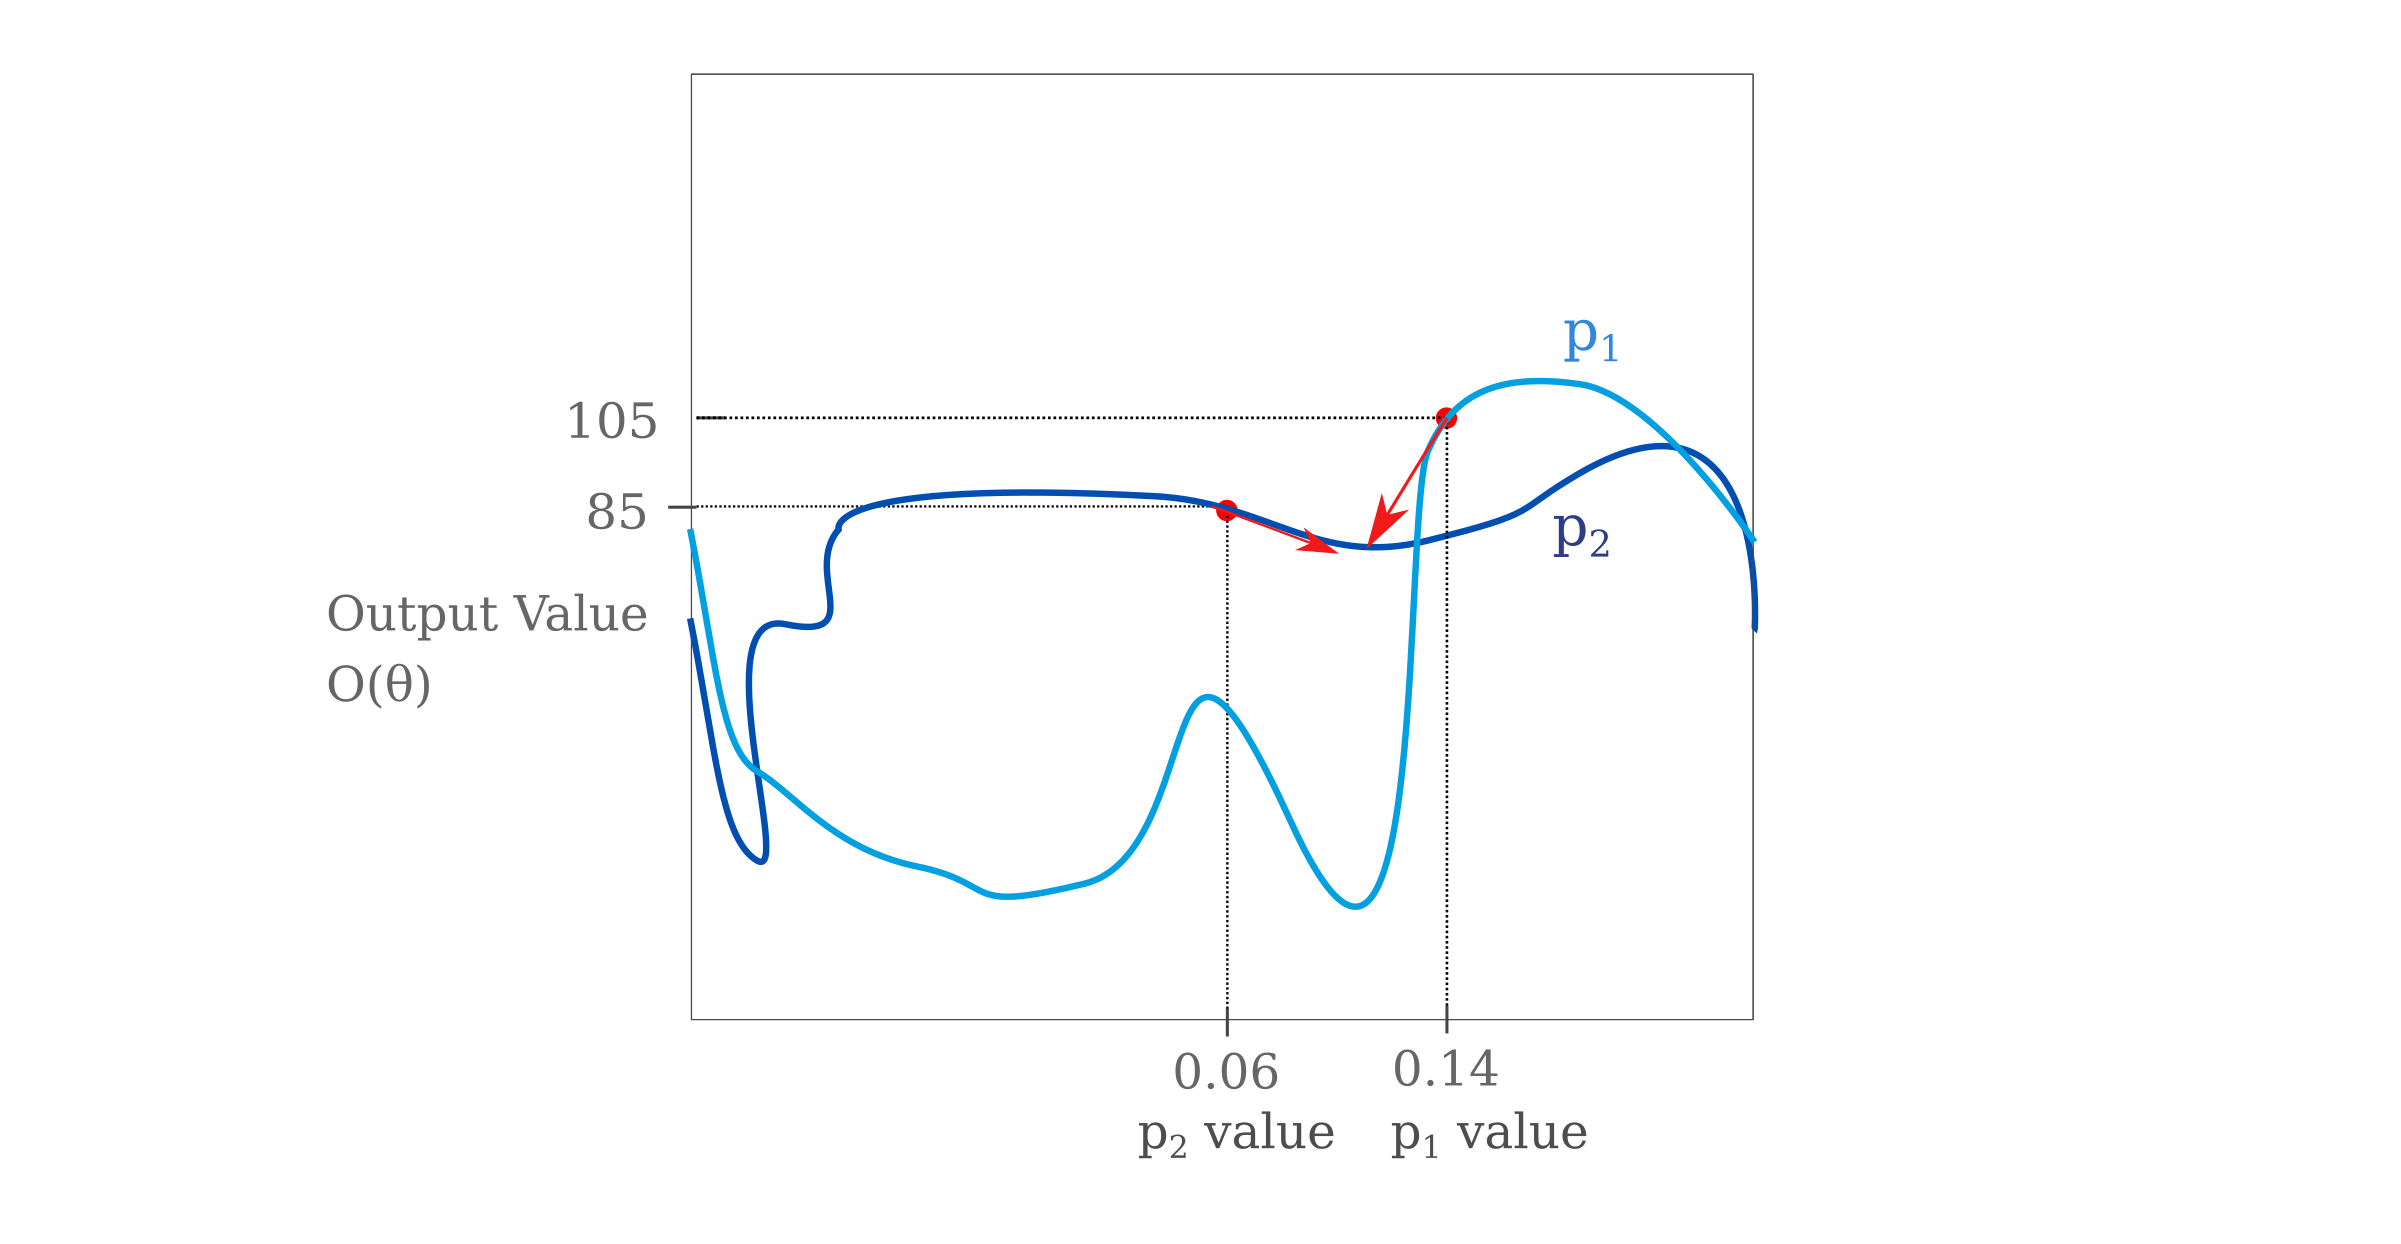 p₁
105
85
p₂
Output Value
O(θ)
0.06
0.14
p₂ value
p₁ value